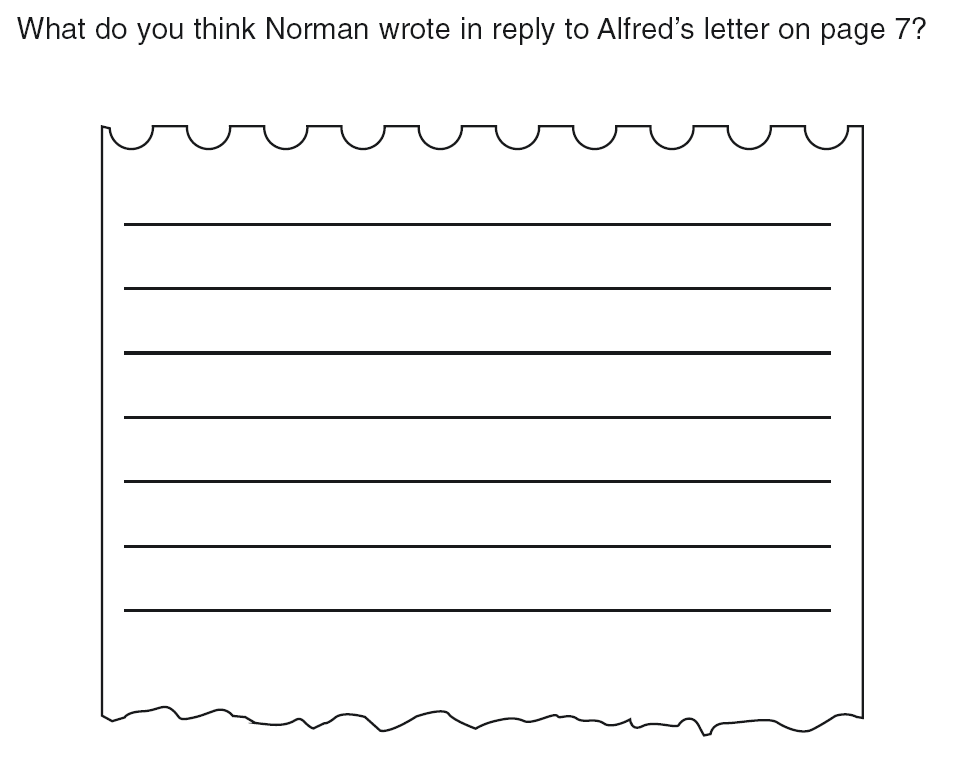 What do you think Norman wrote in reply to Alfred’s letter on page 7?